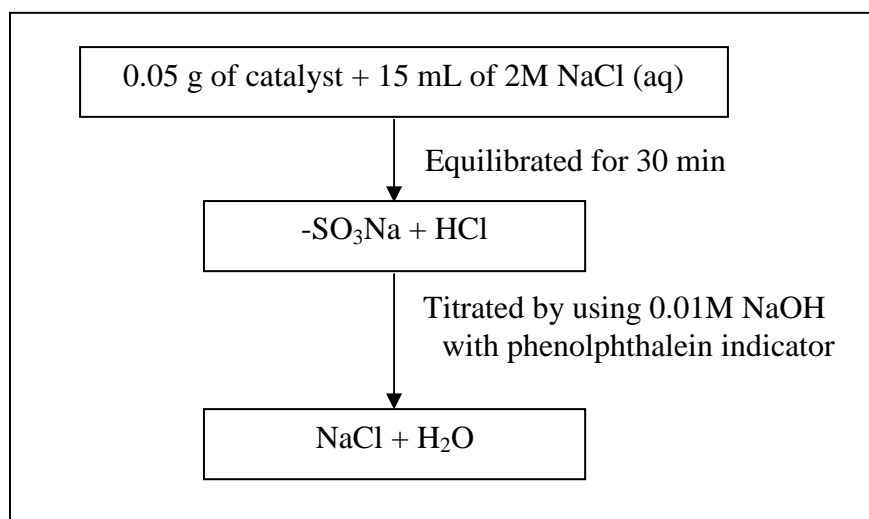 0.05 g of catalyst + 15 mL of 2M NaCl (aq)
Equilibrated for 30 min
-SO₃Na + HCl
Titrated by using 0.01M NaOH
with phenolphthalein indicator
NaCl + H₂O